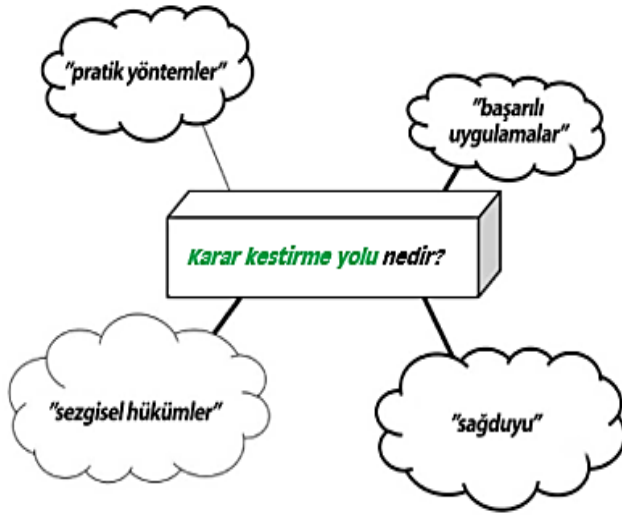 "pratik yöntemler"
"başarılı
uygulamalar"
Karar kestirme yolu nedir?
"sezgisel hükümler"
"sağduyu"